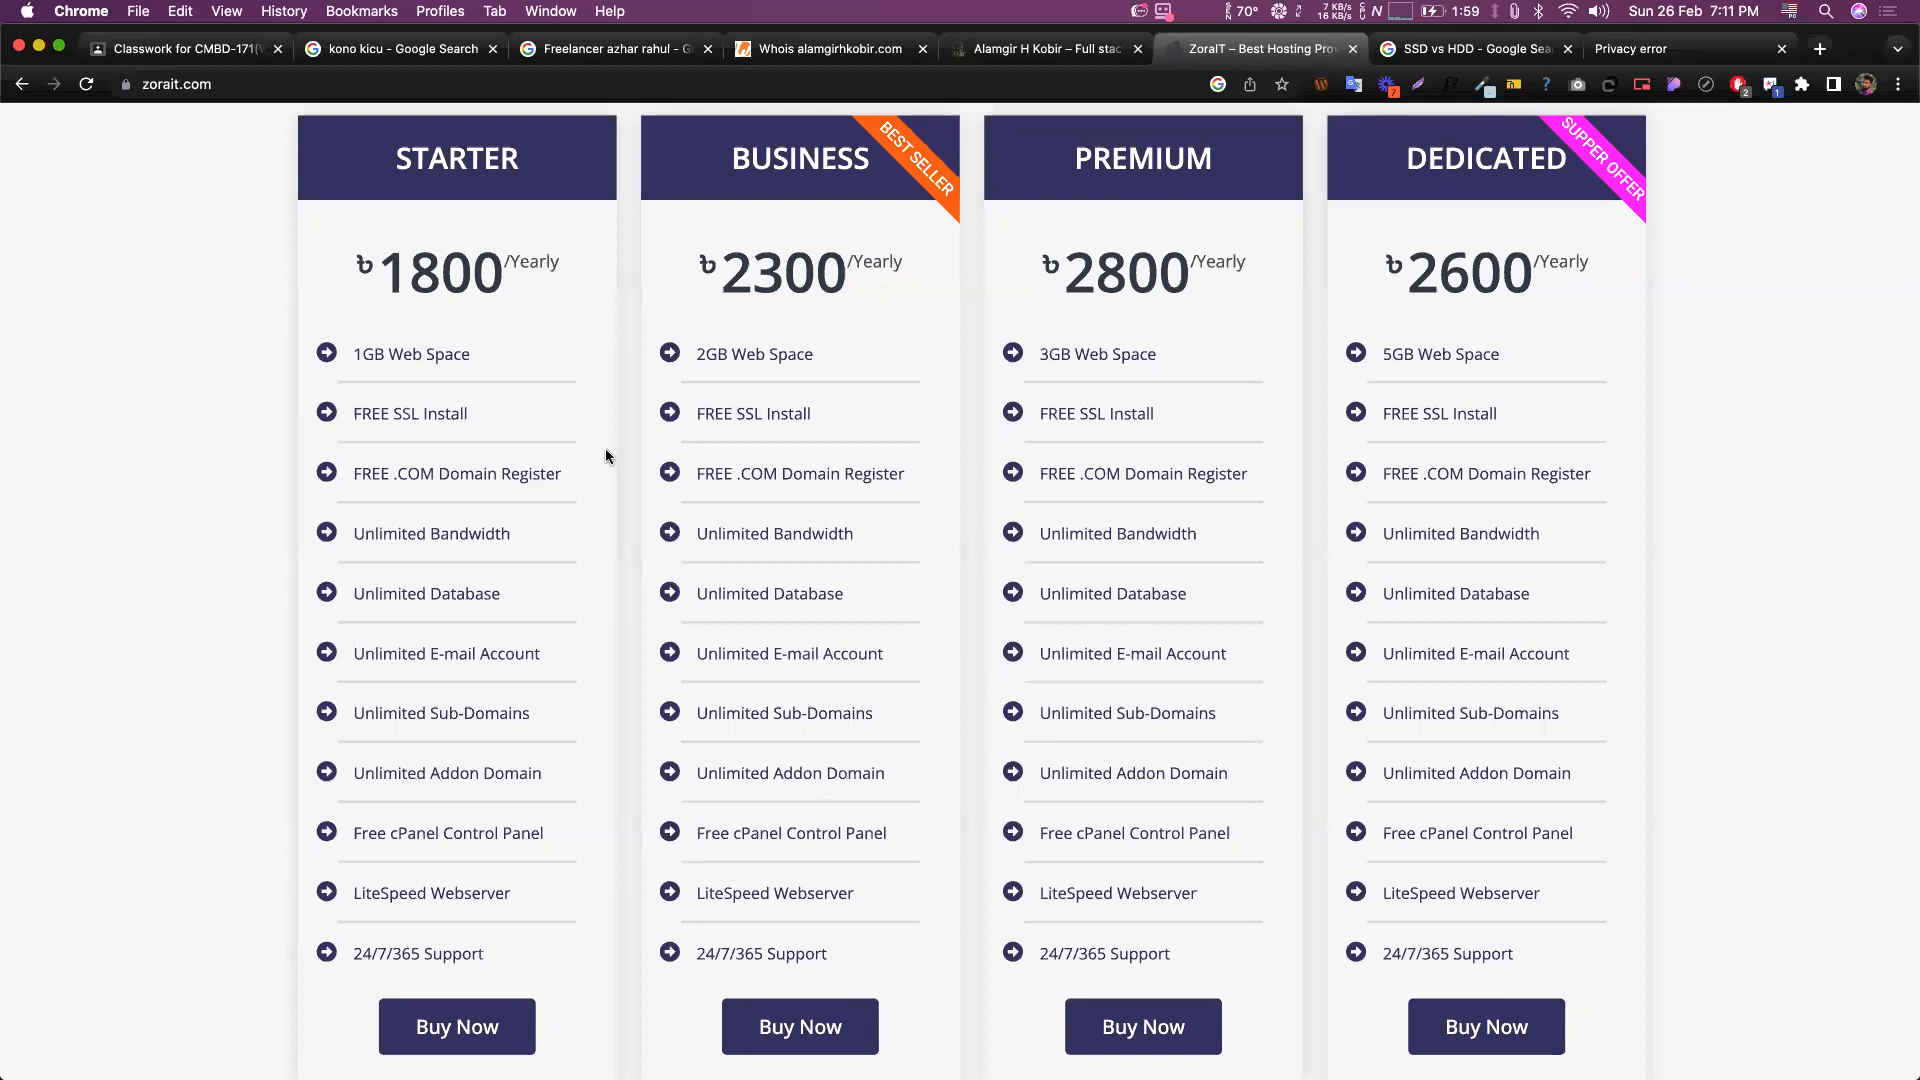 Chrome File Edit View History Bookmarks Profiles Tab Window Help 70° 7 KB/s 16 KB/s 1:59 Sun 26 Feb 7:11 PM
Classwork for CMBD-171( kono kicu - Google Search Freelancer azhar rahul - G Whois alamgirhkobir.com Alamgir H Kobir – Full stac ZoraIT – Best Hosting Pro SSD vs HDD - Google Sea Privacy error
zorait.com
STARTER
৳1800/Yearly
1GB Web Space
FREE SSL Install
FREE .COM Domain Register
Unlimited Bandwidth
Unlimited Database
Unlimited E-mail Account
Unlimited Sub-Domains
Unlimited Addon Domain
Free cPanel Control Panel
LiteSpeed Webserver
24/7/365 Support
Buy Now
BUSINESS
BEST SELLER
৳2300/Yearly
2GB Web Space
FREE SSL Install
FREE .COM Domain Register
Unlimited Bandwidth
Unlimited Database
Unlimited E-mail Account
Unlimited Sub-Domains
Unlimited Addon Domain
Free cPanel Control Panel
LiteSpeed Webserver
24/7/365 Support
Buy Now
PREMIUM
৳2800/Yearly
3GB Web Space
FREE SSL Install
FREE .COM Domain Register
Unlimited Bandwidth
Unlimited Database
Unlimited E-mail Account
Unlimited Sub-Domains
Unlimited Addon Domain
Free cPanel Control Panel
LiteSpeed Webserver
24/7/365 Support
Buy Now
DEDICATED
SUPPER OFFER
৳2600/Yearly
5GB Web Space
FREE SSL Install
FREE .COM Domain Register
Unlimited Bandwidth
Unlimited Database
Unlimited E-mail Account
Unlimited Sub-Domains
Unlimited Addon Domain
Free cPanel Control Panel
LiteSpeed Webserver
24/7/365 Support
Buy Now